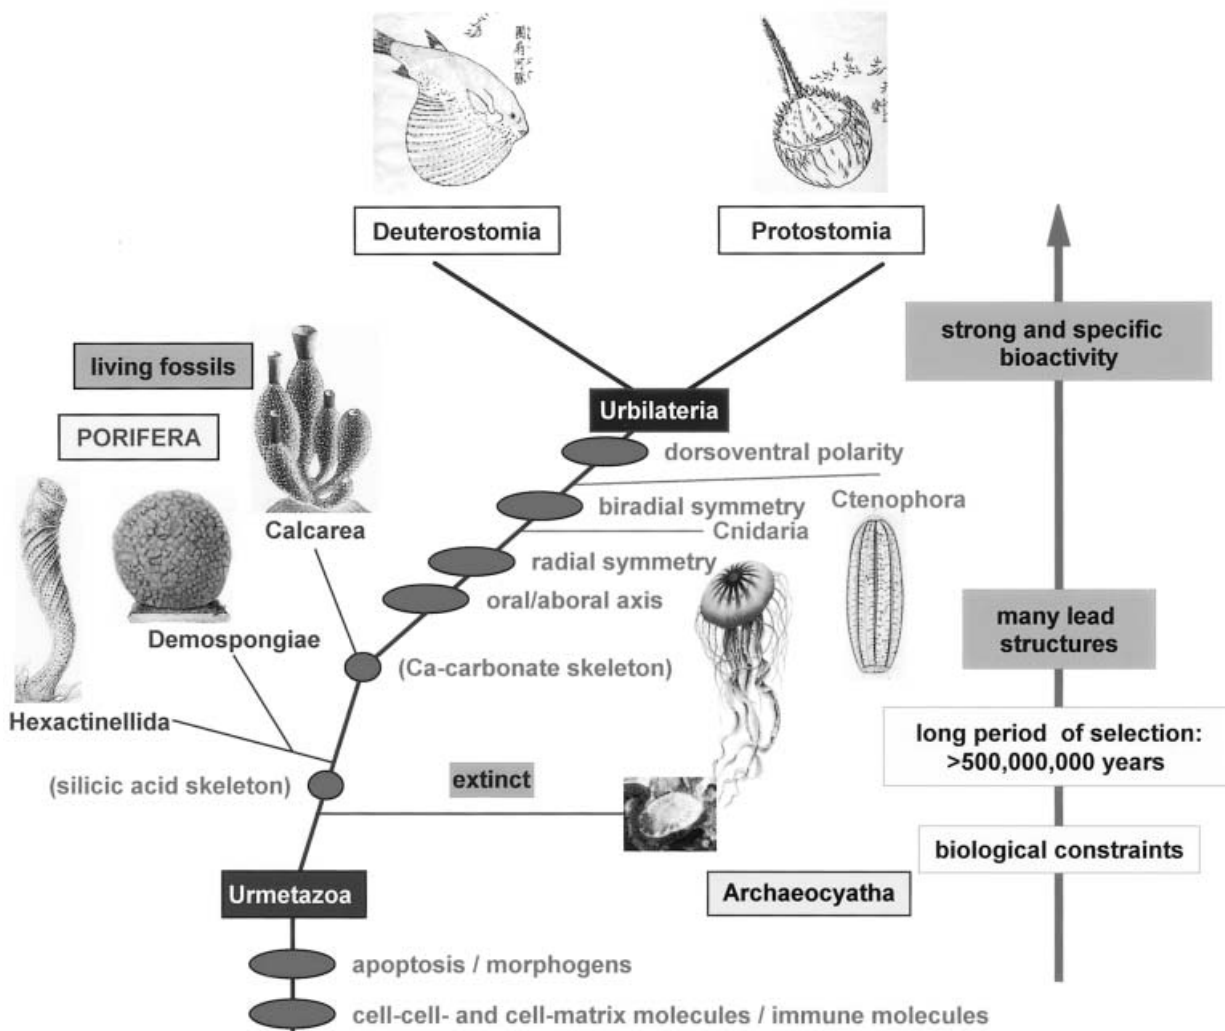 Deuterostomia
Protostomia
strong and specific
bioactivity
living fossils
PORIFERA
Urbilateria
dorsoventral polarity
Ctenophora
biradial symmetry
Cnidaria
Calcarea
radial symmetry
oral/aboral axis
many lead
structures
Demospongiae
(Ca-carbonate skeleton)
Hexactinellida
long period of selection:
>500,000,000 years
(silicic acid skeleton)
extinct
biological constraints
Urmetazoa
Archaeocyatha
apoptosis / morphogens
cell-cell- and cell-matrix molecules / immune molecules